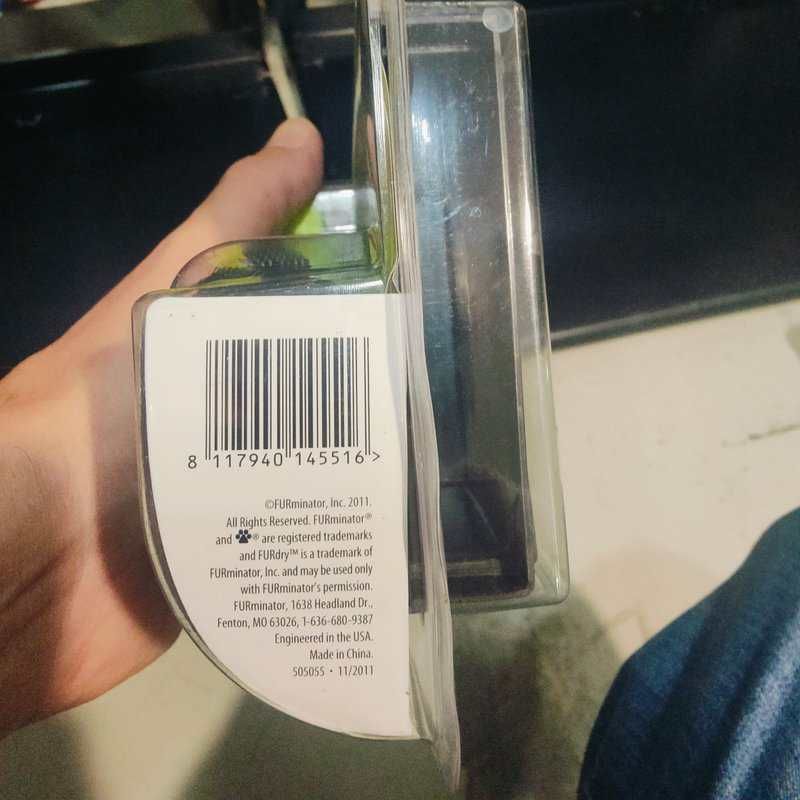 8 117940 145516 >
©FURminator, Inc. 2011.
All Rights Reserved. FURminator®
and ® are registered trademarks
and FURdry™ is a trademark of
FURminator, Inc. and may be used only
with FURminator's permission.
FURminator, 1638 Headland Dr.,
Fenton, MO 63026, 1-636-680-9387
Engineered in the USA.
Made in China.
505055 • 11/2011